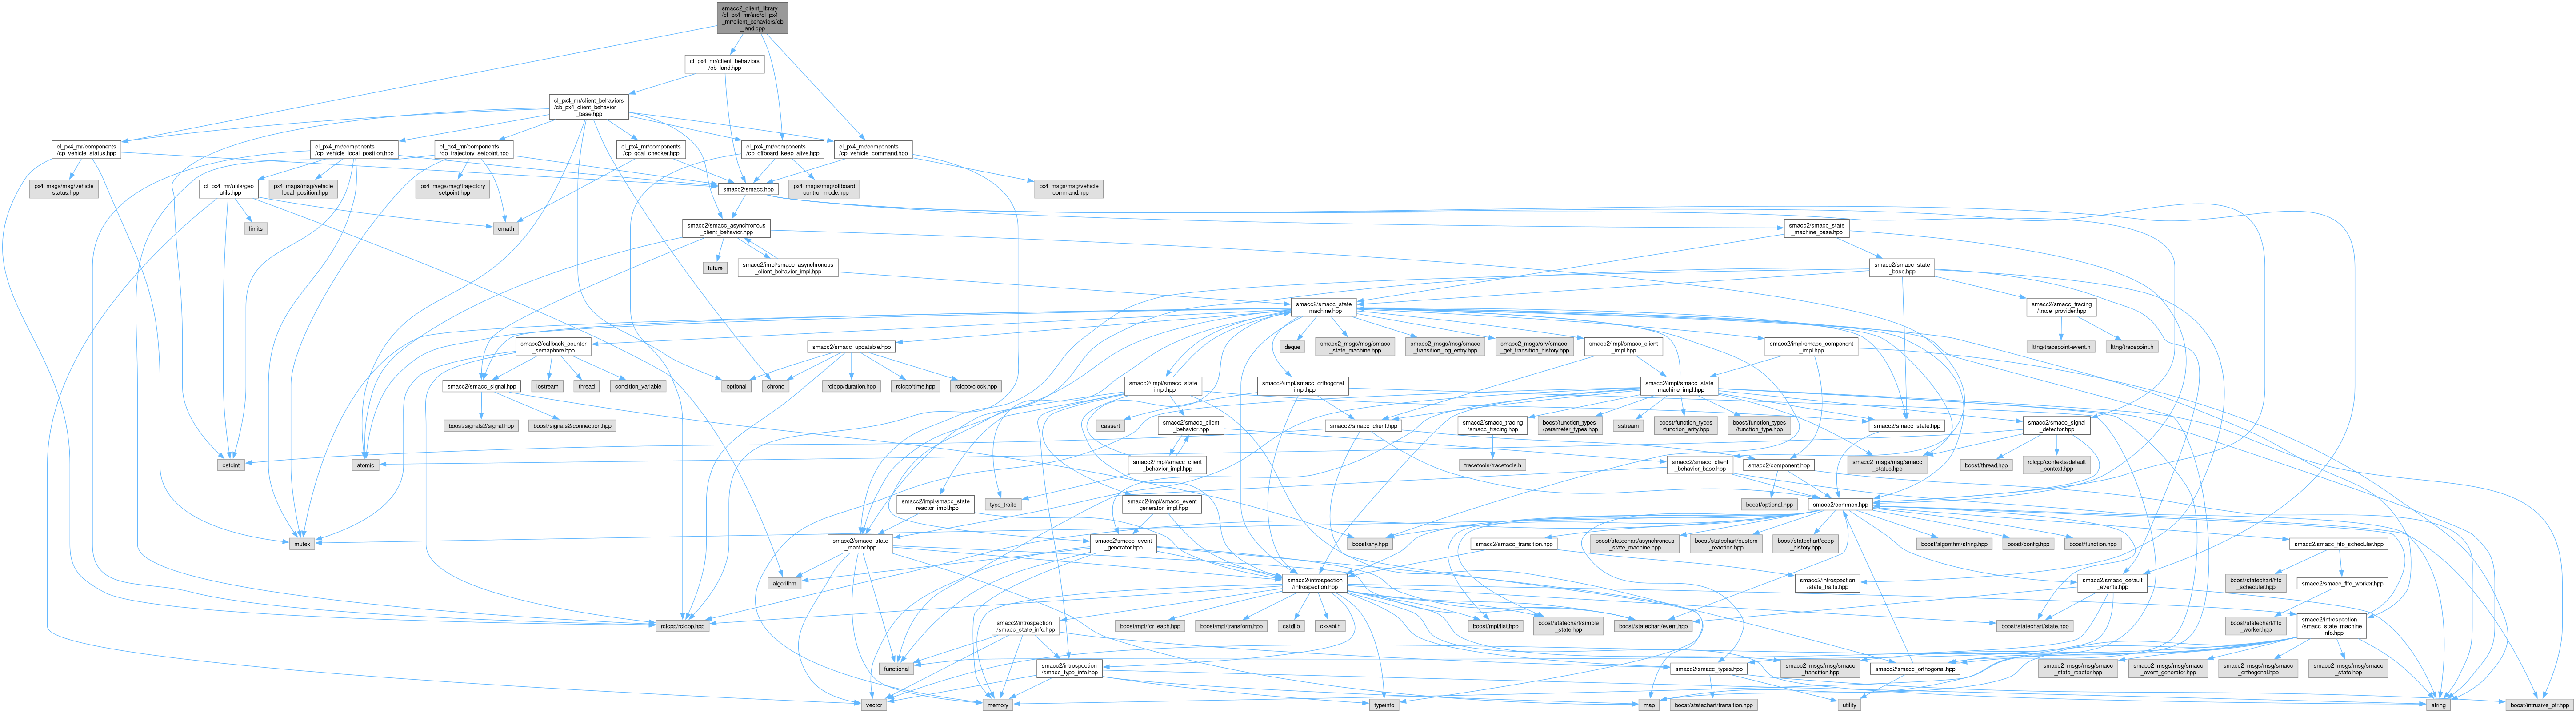 smacc2_client_library
/cl_px4_mr/src/cl_px4
_mr/client_behaviors/cb
_land.cpp
cl_px4_mr/client_behaviors
/cb_land.hpp
cl_px4_mr/client_behaviors
/cb_px4_client_behavior
_base.hpp
cl_px4_mr/components
/cp_vehicle_status.hpp
cl_px4_mr/components
/cp_vehicle_local_position.hpp
cl_px4_mr/components
/cp_trajectory_setpoint.hpp
cl_px4_mr/components
/cp_goal_checker.hpp
cl_px4_mr/components
/cp_offboard_keep_alive.hpp
cl_px4_mr/components
/cp_vehicle_command.hpp
px4_msgs/msg/vehicle
_status.hpp
cl_px4_mr/utils/geo
_utils.hpp
px4_msgs/msg/vehicle
_local_position.hpp
px4_msgs/msg/trajectory
_setpoint.hpp
smacc2/smacc.hpp
px4_msgs/msg/offboard
_control_mode.hpp
px4_msgs/msg/vehicle
_command.hpp
limits
cmath
smacc2/smacc_asynchronous
_client_behavior.hpp
smacc2/smacc_state
_machine_base.hpp
future
smacc2/impl/smacc_asynchronous
_client_behavior_impl.hpp
smacc2/smacc_state
_base.hpp
smacc2/smacc_state
_machine.hpp
smacc2/smacc_tracing
/trace_provider.hpp
smacc2/callback_counter
_semaphore.hpp
smacc2/smacc_updatable.hpp
deque
smacc2_msgs/msg/smacc
_state_machine.hpp
smacc2_msgs/msg/smacc
_transition_log_entry.hpp
smacc2_msgs/srv/smacc
_get_transition_history.hpp
smacc2/impl/smacc_client
_impl.hpp
smacc2/impl/smacc_component
_impl.hpp
lttng/tracepoint-event.h
lttng/tracepoint.h
smacc2/smacc_signal.hpp
iostream
thread
condition_variable
optional
chrono
rclcpp/duration.hpp
rclcpp/time.hpp
rclcpp/clock.hpp
smacc2/impl/smacc_state
_impl.hpp
smacc2/impl/smacc_orthogonal
_impl.hpp
smacc2/impl/smacc_state
_machine_impl.hpp
boost/signals2/signal.hpp
boost/signals2/connection.hpp
cassert
smacc2/smacc_client
_behavior.hpp
smacc2/smacc_client.hpp
smacc2/smacc_tracing
/smacc_tracing.hpp
boost/function_types
/parameter_types.hpp
sstream
boost/function_types
/function_arity.hpp
boost/function_types
/function_type.hpp
smacc2/smacc_state.hpp
smacc2/smacc_signal
_detector.hpp
cstdint
atomic
smacc2/impl/smacc_client
_behavior_impl.hpp
tracetools/tracetools.h
smacc2/smacc_client
_behavior_base.hpp
smacc2/component.hpp
smacc2_msgs/msg/smacc
_status.hpp
boost/thread.hpp
rclcpp/contexts/default
_context.hpp
smacc2/impl/smacc_state
_reactor_impl.hpp
type_traits
smacc2/impl/smacc_event
_generator_impl.hpp
boost/optional.hpp
smacc2/common.hpp
mutex
smacc2/smacc_state
_reactor.hpp
smacc2/smacc_event
_generator.hpp
boost/any.hpp
smacc2/smacc_transition.hpp
boost/statechart/asynchronous
_state_machine.hpp
boost/statechart/custom
_reaction.hpp
boost/statechart/deep
_history.hpp
boost/algorithm/string.hpp
boost/config.hpp
boost/function.hpp
smacc2/smacc_fifo_scheduler.hpp
algorithm
smacc2/introspection
/introspection.hpp
smacc2/introspection
/state_traits.hpp
smacc2/smacc_default
_events.hpp
boost/statechart/fifo
_scheduler.hpp
smacc2/smacc_fifo_worker.hpp
rclcpp/rclcpp.hpp
smacc2/introspection
/smacc_state_info.hpp
boost/mpl/for_each.hpp
boost/mpl/transform.hpp
cstdlib
cxxabi.h
boost/mpl/list.hpp
boost/statechart/simple
_state.hpp
boost/statechart/event.hpp
boost/statechart/state.hpp
boost/statechart/fifo
_worker.hpp
smacc2/introspection
/smacc_state_machine
_info.hpp
functional
smacc2/introspection
/smacc_type_info.hpp
smacc2_msgs/msg/smacc
_transition.hpp
smacc2/smacc_types.hpp
smacc2/smacc_orthogonal.hpp
smacc2_msgs/msg/smacc
_state_reactor.hpp
smacc2_msgs/msg/smacc
_event_generator.hpp
smacc2_msgs/msg/smacc
_orthogonal.hpp
smacc2_msgs/msg/smacc
_state.hpp
vector
memory
typeinfo
map
boost/statechart/transition.hpp
utility
string
boost/intrusive_ptr.hpp